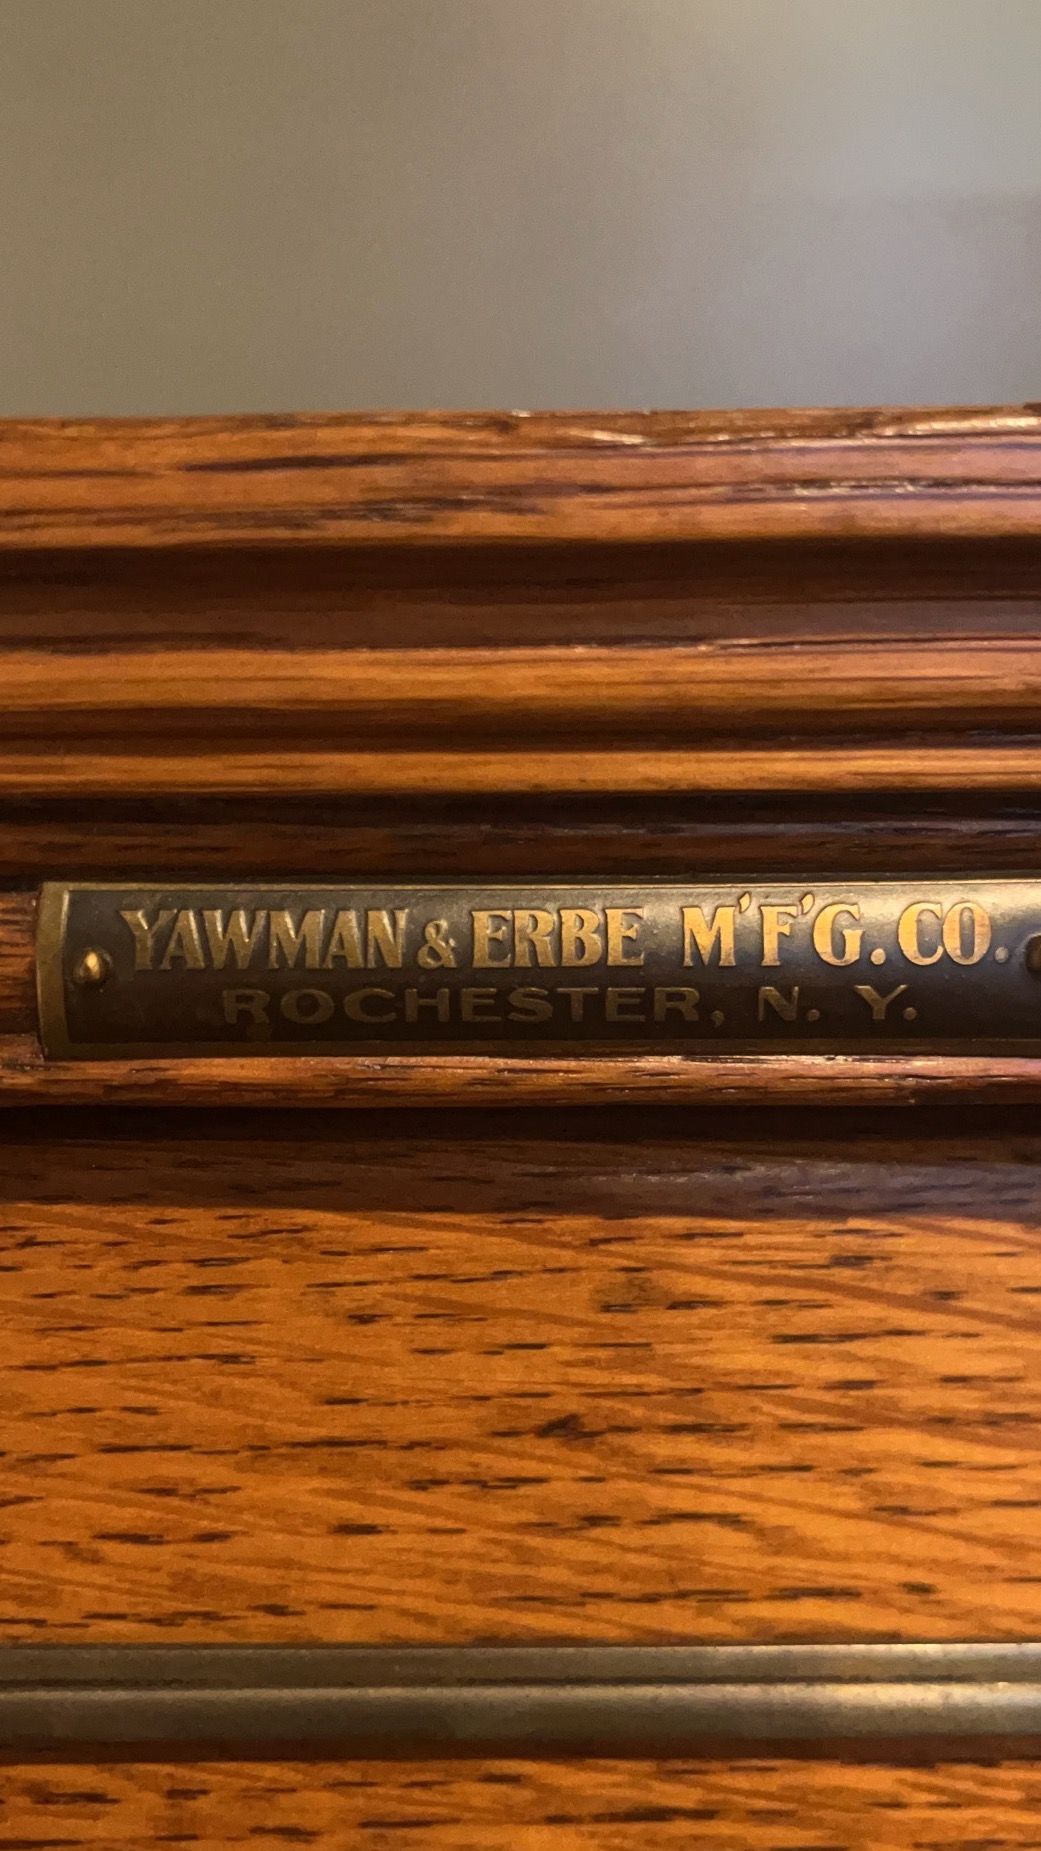 YAWMAN & ERBE M'F'G. CO.
ROCHESTER, N. Y.